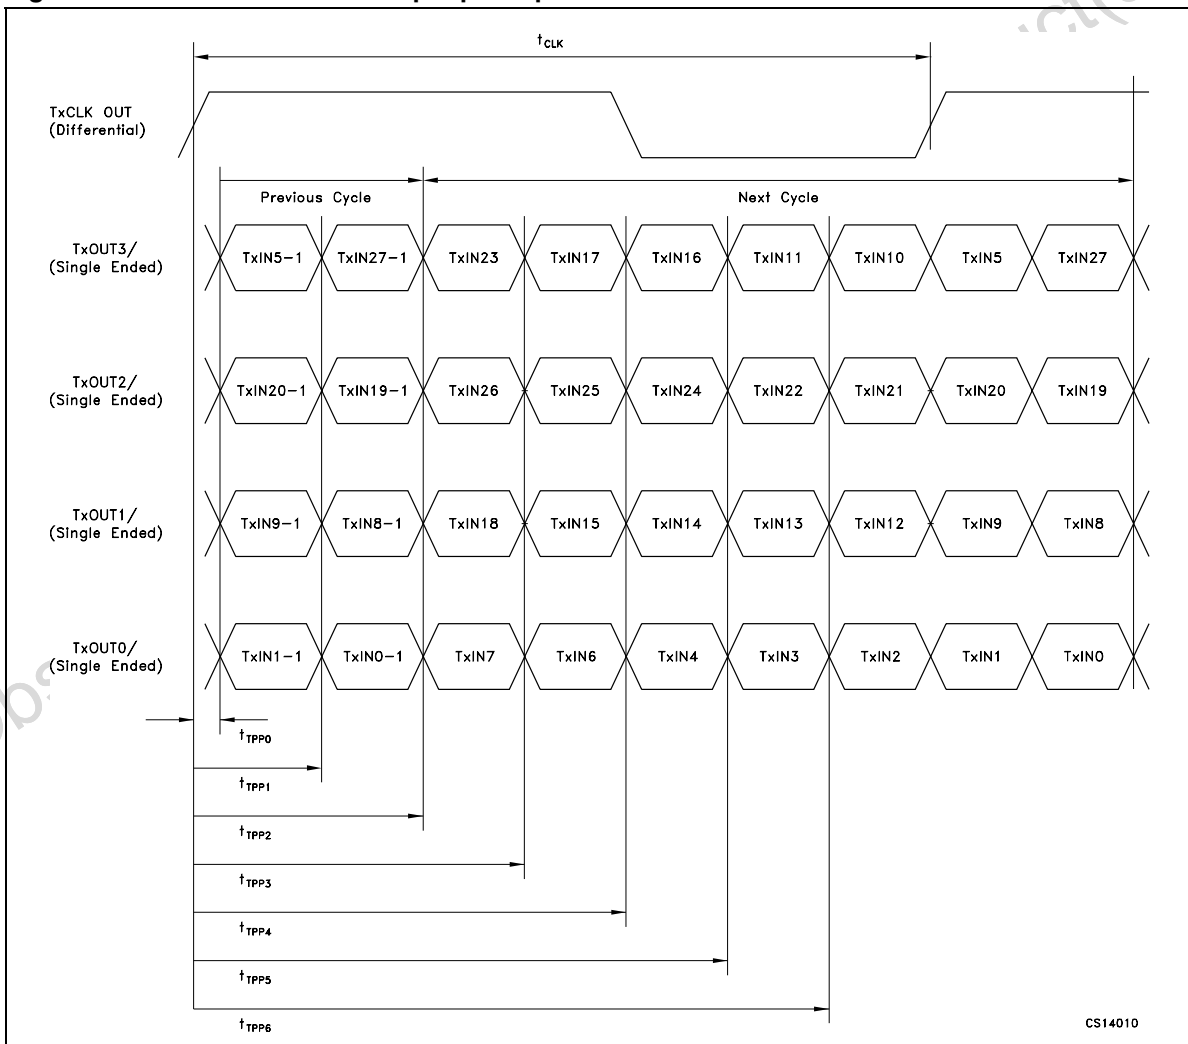 tCLK
TxCLK OUT
(Differential)
Previous Cycle
Next Cycle
TxOUT3/
(Single Ended)
TxIN5-1 TxIN27-1 TxIN23 TxIN17 TxIN16 TxIN11 TxIN10 TxIN5 TxIN27
TxOUT2/
(Single Ended)
TxIN20-1 TxIN19-1 TxIN26 TxIN25 TxIN24 TxIN22 TxIN21 TxIN20 TxIN19
TxOUT1/
(Single Ended)
TxIN9-1 TxIN8-1 TxIN18 TxIN15 TxIN14 TxIN13 TxIN12 TxIN9 TxIN8
TxOUT0/
(Single Ended)
TxIN1-1 TxIN0-1 TxIN7 TxIN6 TxIN4 TxIN3 TxIN2 TxIN1 TxIN0
tTPP0
tTPP1
tTPP2
tTPP3
tTPP4
tTPP5
tTPP6
CS14010